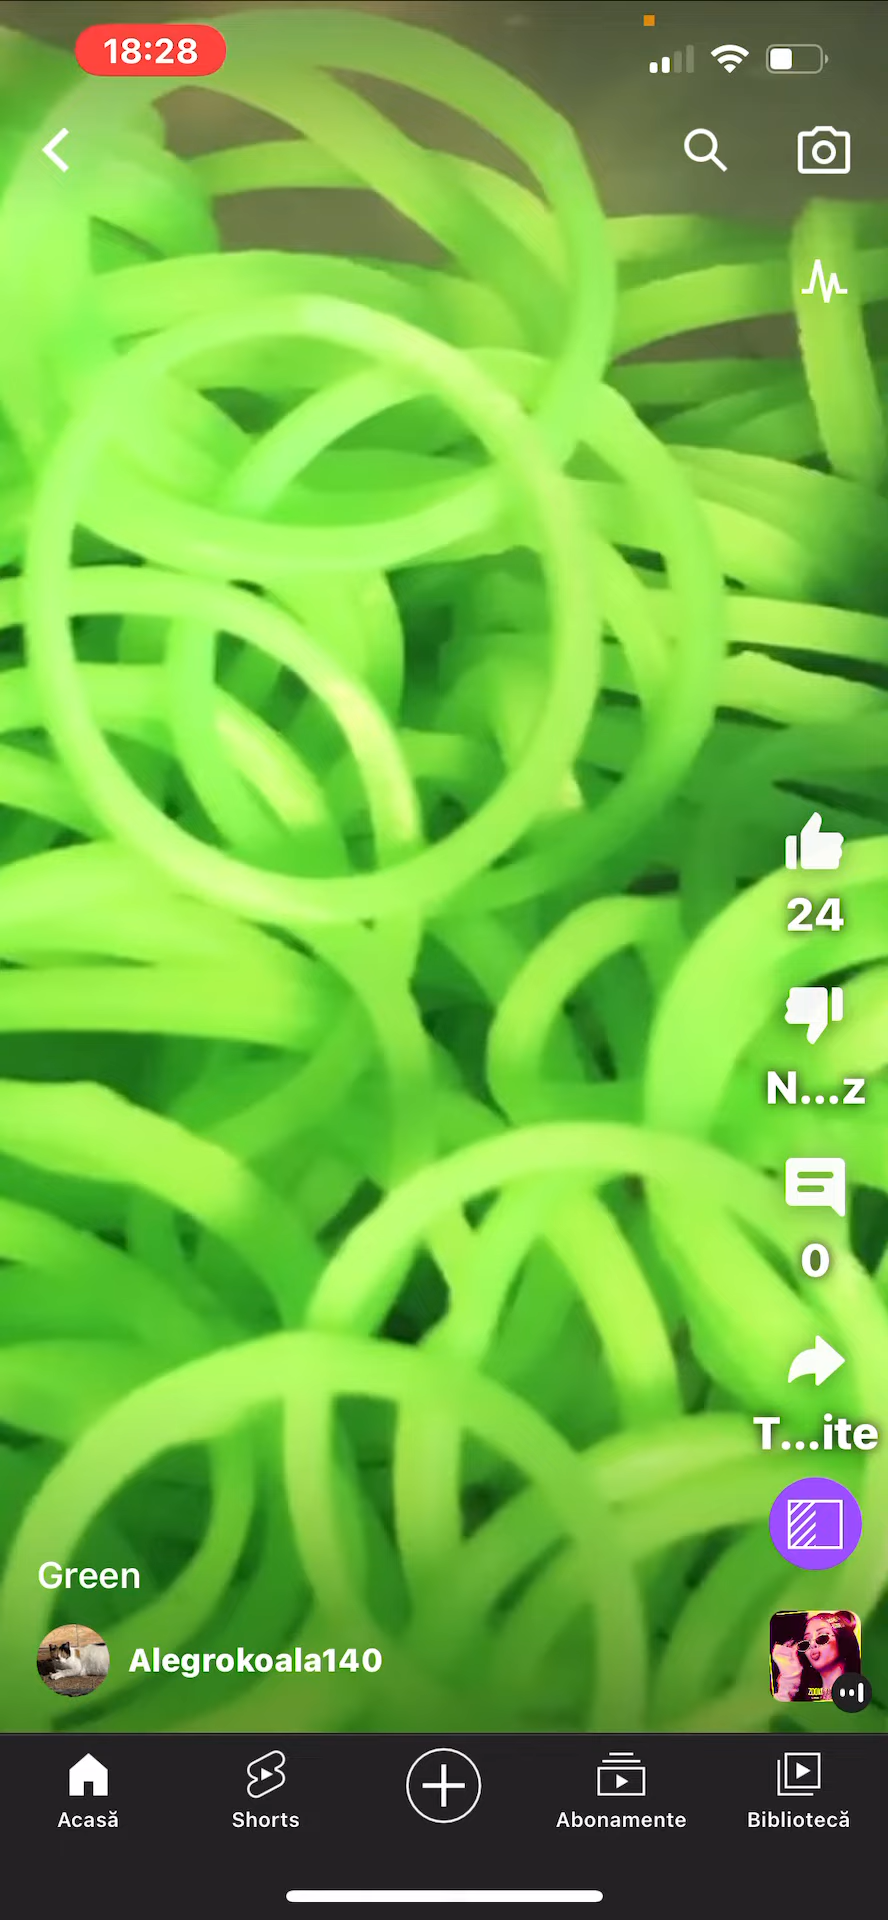 18:28
24
N...z
0
T...ite
Green
Alegrokoala140
Acasă
Shorts
Abonamente
Bibliotecă